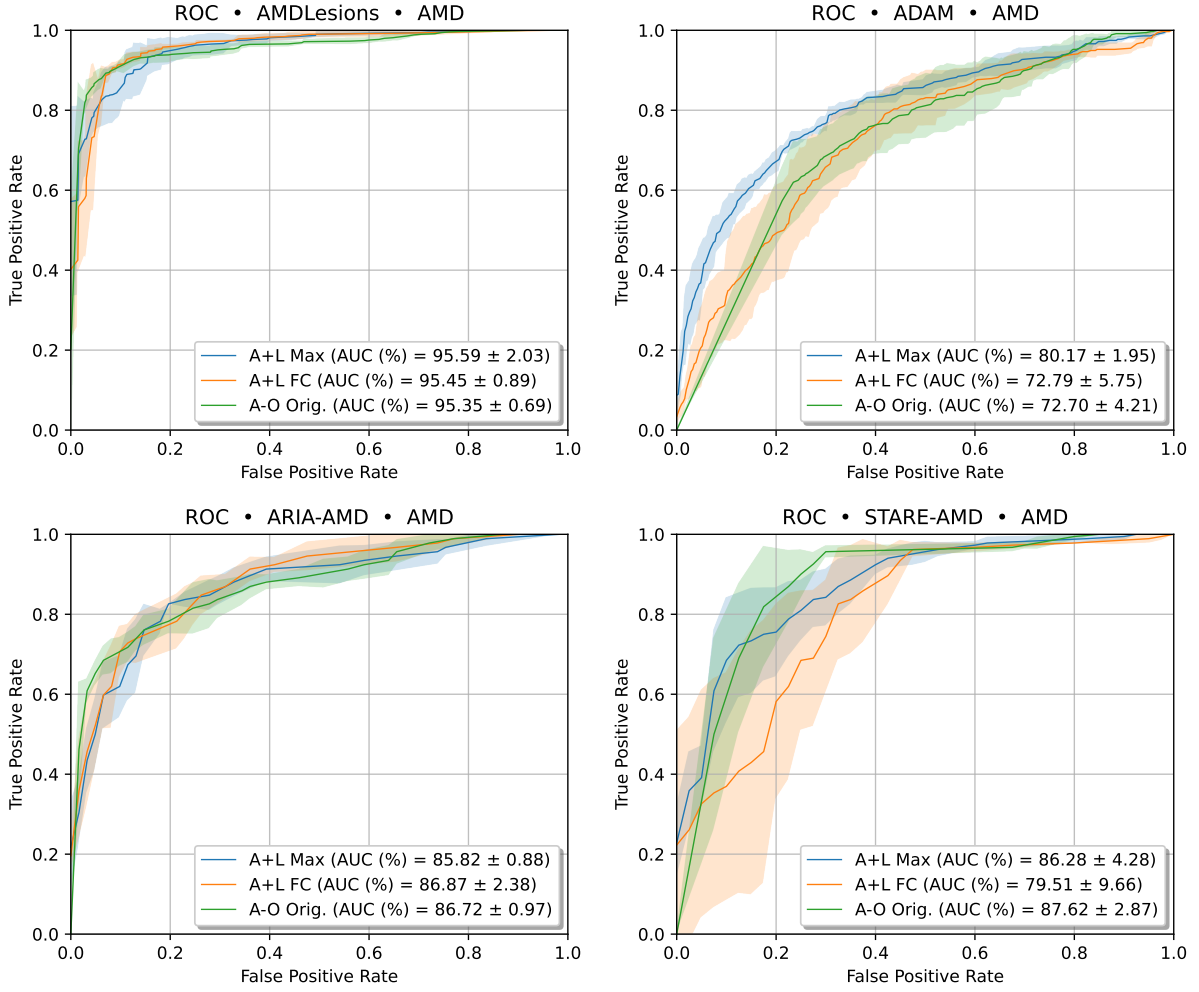 ROC • AMDLesions • AMD
True Positive Rate
1.0
0.8
0.6
0.4
0.2
0.0
A+L Max (AUC (%) = 95.59 ± 2.03)
A+L FC (AUC (%) = 95.45 ± 0.89)
A-O Orig. (AUC (%) = 95.35 ± 0.69)
0.0 0.2 0.4 0.6 0.8 1.0
False Positive Rate
ROC • ADAM • AMD
True Positive Rate
1.0
0.8
0.6
0.4
0.2
0.0
A+L Max (AUC (%) = 80.17 ± 1.95)
A+L FC (AUC (%) = 72.79 ± 5.75)
A-O Orig. (AUC (%) = 72.70 ± 4.21)
0.0 0.2 0.4 0.6 0.8 1.0
False Positive Rate
ROC • ARIA-AMD • AMD
True Positive Rate
1.0
0.8
0.6
0.4
0.2
0.0
A+L Max (AUC (%) = 85.82 ± 0.88)
A+L FC (AUC (%) = 86.87 ± 2.38)
A-O Orig. (AUC (%) = 86.72 ± 0.97)
0.0 0.2 0.4 0.6 0.8 1.0
False Positive Rate
ROC • STARE-AMD • AMD
True Positive Rate
1.0
0.8
0.6
0.4
0.2
0.0
A+L Max (AUC (%) = 86.28 ± 4.28)
A+L FC (AUC (%) = 79.51 ± 9.66)
A-O Orig. (AUC (%) = 87.62 ± 2.87)
0.0 0.2 0.4 0.6 0.8 1.0
False Positive Rate